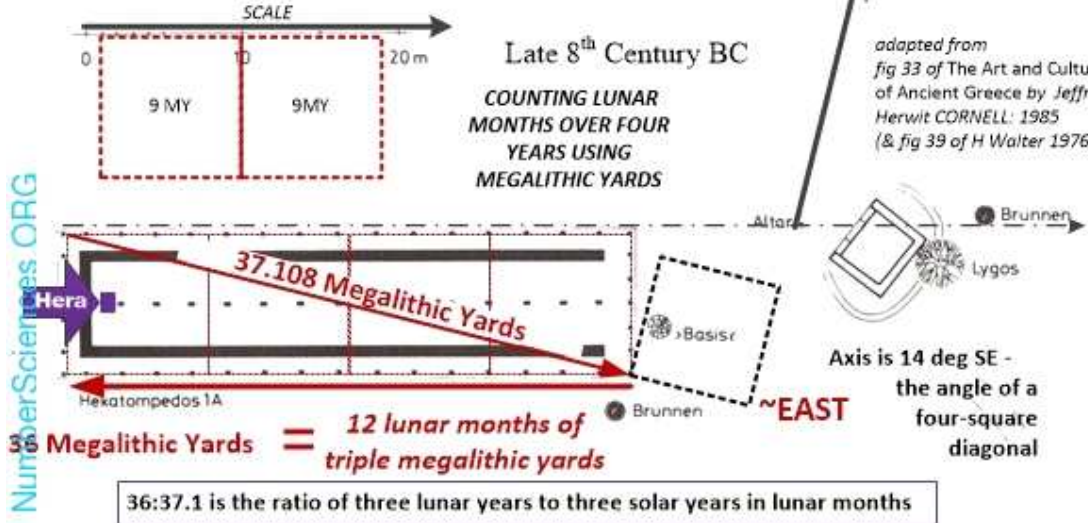 SCALE
0 10 20 m
9 MY 9MY
Late 8th Century BC
COUNTING LUNAR
MONTHS OVER FOUR
YEARS USING
MEGALITHIC YARDS
adapted from
fig 33 of The Art and Cultu
of Ancient Greece by Jeffr
Herwit CORNELL: 1985
(& fig 39 of H Walter 1976
NumberSciences.ORG
Altar
Brunnen
Lygos
37.108 Megalithic Yards
Hera
Basis
Axis is 14 deg SE -
the angle of a
four-square
diagonal
Hekatompedos 1A
Brunnen
~EAST
36 Megalithic Yards = 12 lunar months of
triple megalithic yards
36:37.1 is the ratio of three lunar years to three solar years in lunar months